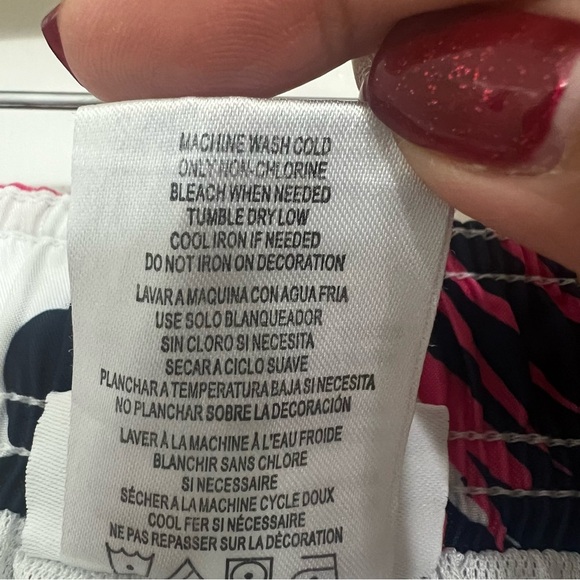 MACHINE WASH COLD
ONLY NON-CHLORINE
BLEACH WHEN NEEDED
TUMBLE DRY LOW
COOL IRON IF NEEDED
DO NOT IRON ON DECORATION
LAVAR A MAQUINA CON AGUA FRIA
USE SOLO BLANQUEADOR
SIN CLORO SI NECESITA
SECAR A CICLO SUAVE
PLANCHAR A TEMPERATURA BAJA SI NECESITA
NO PLANCHAR SOBRE LA DECORACIÓN
LAVER À LA MACHINE À L'EAU FROIDE
BLANCHIR SANS CHLORE
SI NECESSAIRE
SÉCHER A LA MACHINE CYCLE DOUX
COOL FER SI NÉCESSAIRE
NE PAS REPASSER SUR LA DÉCORATION